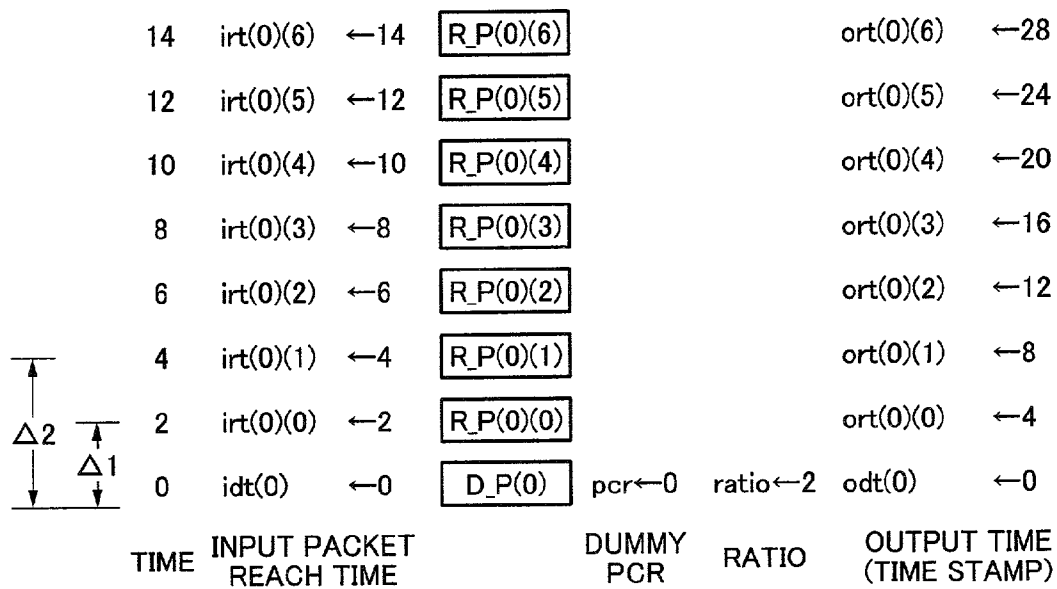 14 irt(0)(6) ←14 R_P(0)(6) ort(0)(6) ←28
12 irt(0)(5) ←12 R_P(0)(5) ort(0)(5) ←24
10 irt(0)(4) ←10 R_P(0)(4) ort(0)(4) ←20
8 irt(0)(3) ←8 R_P(0)(3) ort(0)(3) ←16
6 irt(0)(2) ←6 R_P(0)(2) ort(0)(2) ←12
4 irt(0)(1) ←4 R_P(0)(1) ort(0)(1) ←8
△2 △1 2 irt(0)(0) ←2 R_P(0)(0) ort(0)(0) ←4
0 idt(0) ←0 D_P(0) pcr←0 ratio←2 odt(0) ←0
TIME INPUT PACKET REACH TIME DUMMY PCR RATIO OUTPUT TIME (TIME STAMP)